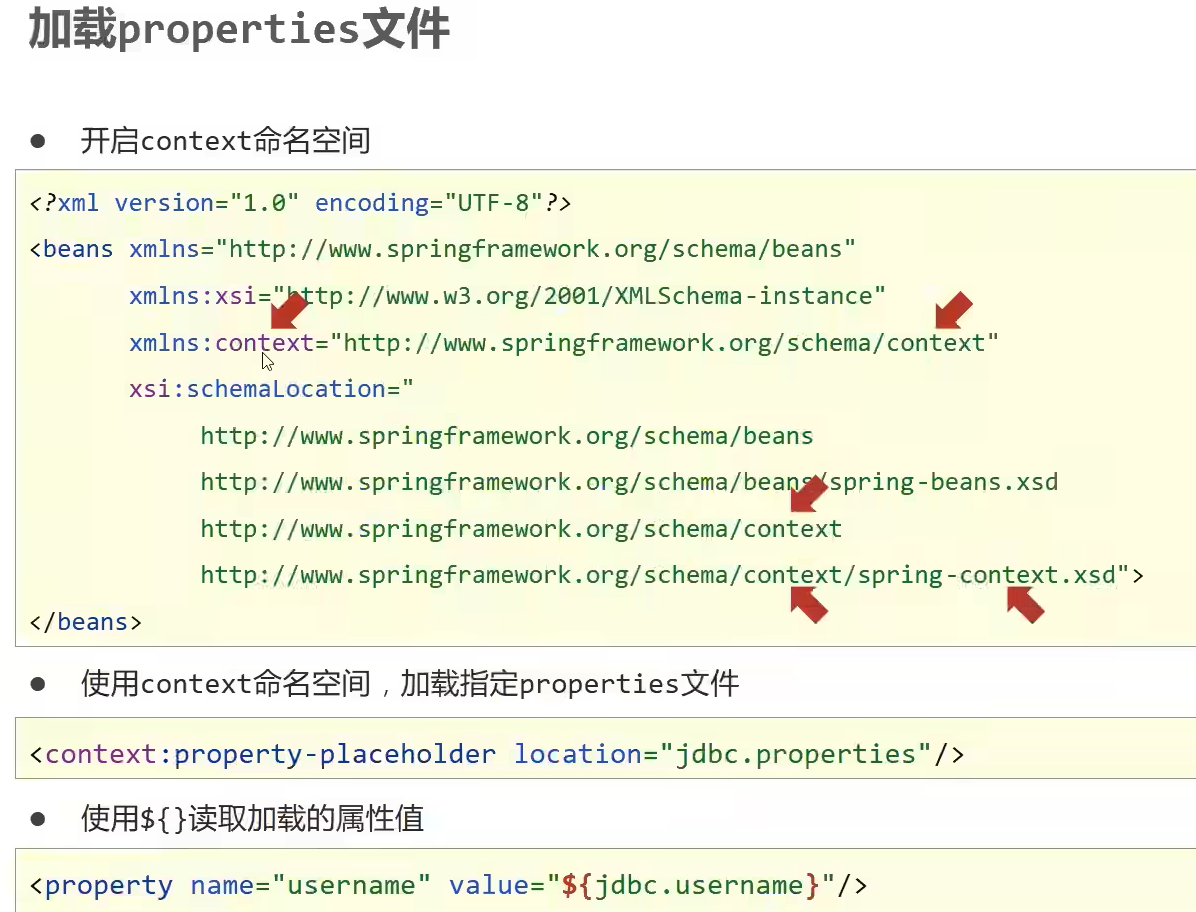 加载properties文件
● 开启context命名空间
<?xml version="1.0" encoding="UTF-8"?>
<beans xmlns="http://www.springframework.org/schema/beans"
xmlns:xsi="http://www.w3.org/2001/XMLSchema-instance"
xmlns:context="http://www.springframework.org/schema/context"
xsi:schemaLocation="
http://www.springframework.org/schema/beans
http://www.springframework.org/schema/beans/spring-beans.xsd
http://www.springframework.org/schema/context
http://www.springframework.org/schema/context/spring-context.xsd">
</beans>
● 使用context命名空间，加载指定properties文件
<context:property-placeholder location="jdbc.properties"/>
● 使用${}读取加载的属性值
<property name="username" value="${jdbc.username}"/>